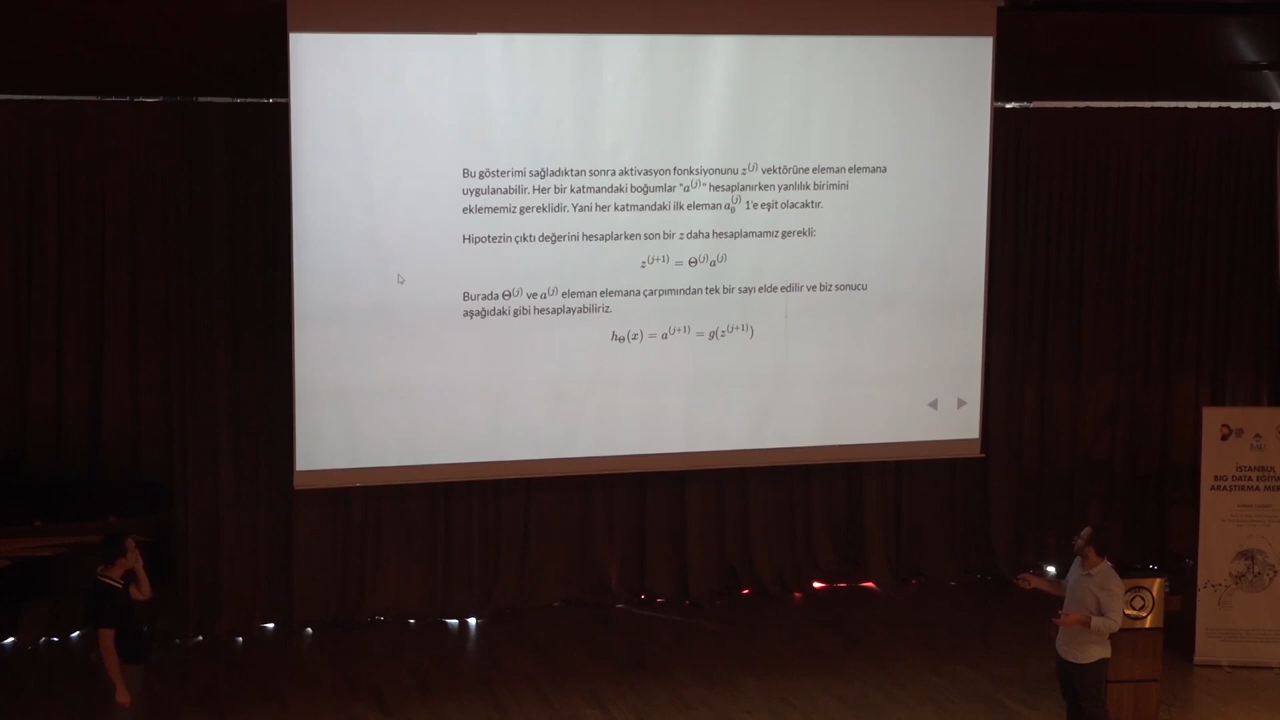 Bu gösterimi sağladıktan sonra aktivasyon fonksiyonunu z^(j) vektörüne eleman elemana
uygulanabilir. Her bir katmandaki boğumlar "a^(j)" hesaplanırken yanlılık birimini
eklememiz gereklidir. Yani her katmandaki ilk eleman a_0^(j) 1'e eşit olacaktır.
Hipotezin çıktı değerini hesaplarken son bir z daha hesaplamamız gerekli:
z^(j+1) = Θ^(j)a^(j)
Burada Θ^(j) ve a^(j) eleman elemana çarpımından tek bir sayı elde edilir ve biz sonucu
aşağıdaki gibi hesaplayabiliriz.
h_Θ(x) = a^(j+1) = g(z^(j+1))
BAU
İSTANBUL
BIG DATA EĞİTİM
ARAŞTIRMA MER